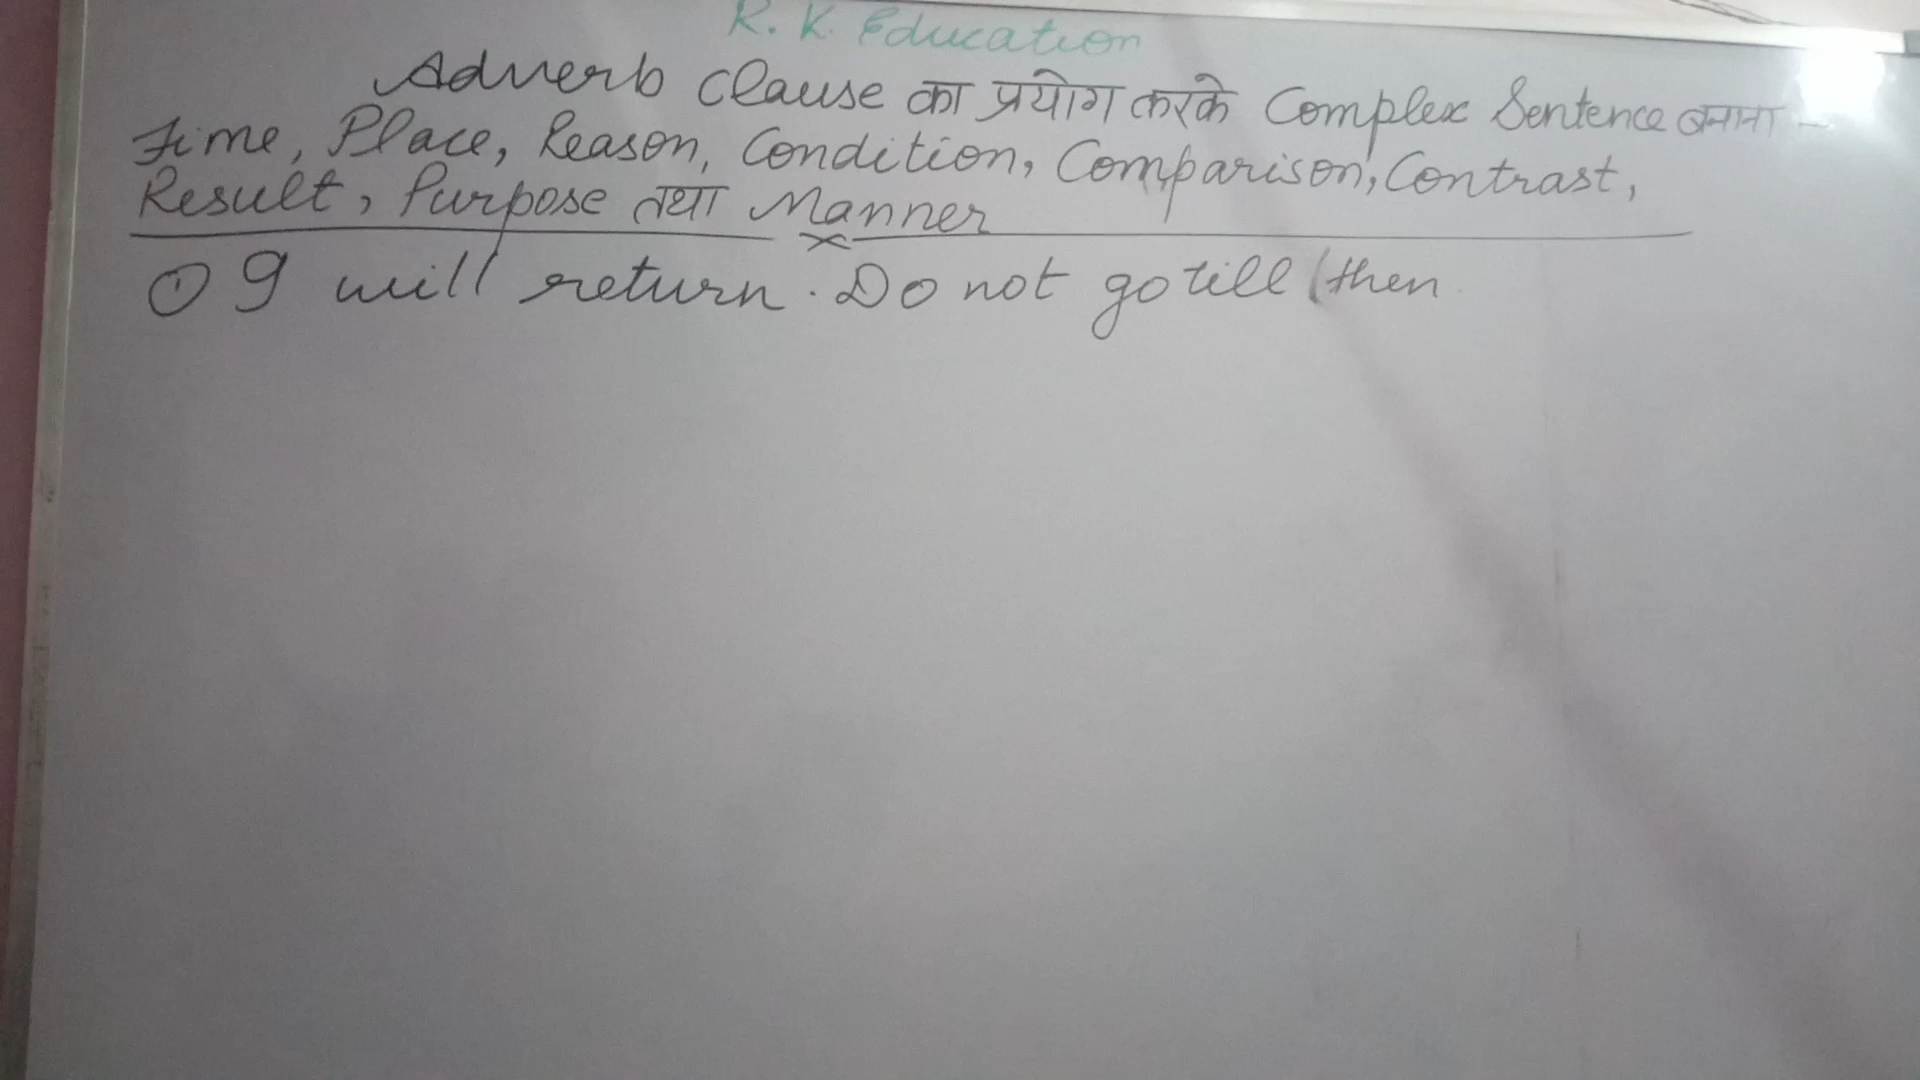 R. K. Education
Adverb Clause का प्रयोग करके Complex Sentence बनाना -
Time, Place, Reason, Condition, Comparison, Contrast,
Result, Purpose तथा Manner
① I will return. Do not go till (then.